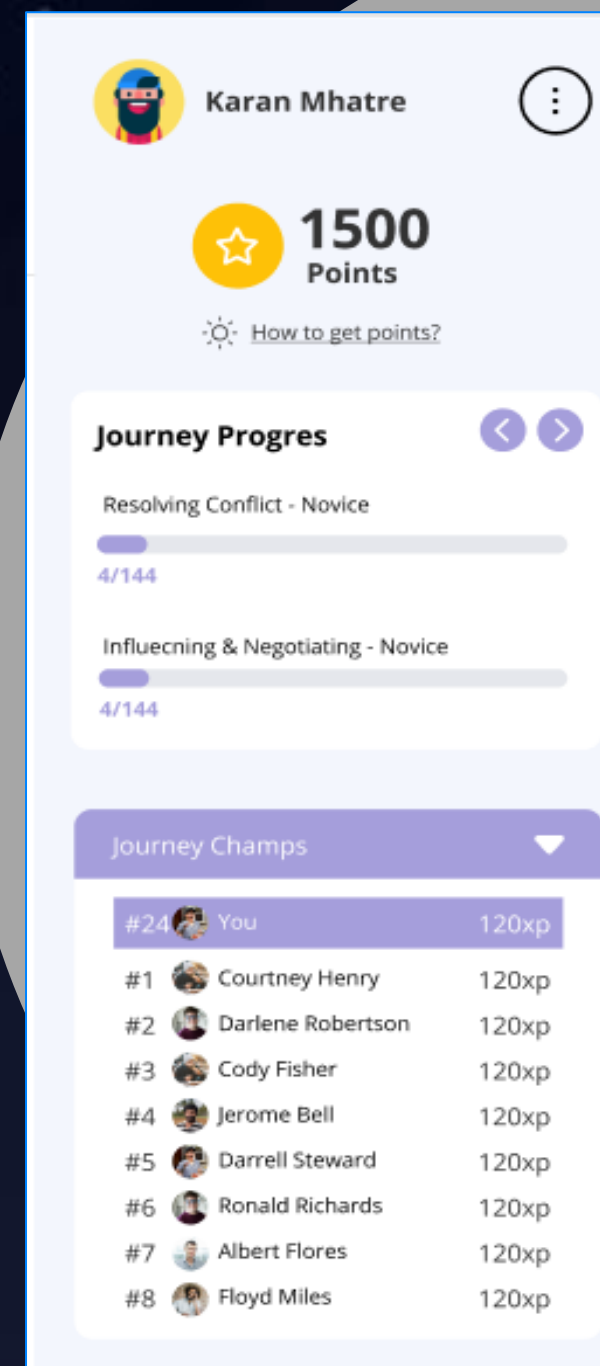 Karan Mhatre
1500
Points
How to get points?
Journey Progres
Resolving Conflict - Novice
4/144
Influecning & Negotiating - Novice
4/144
Journey Champs
#24 You 120xp
#1 Courtney Henry 120xp
#2 Darlene Robertson 120xp
#3 Cody Fisher 120xp
#4 Jerome Bell 120xp
#5 Darrell Steward 120xp
#6 Ronald Richards 120xp
#7 Albert Flores 120xp
#8 Floyd Miles 120xp